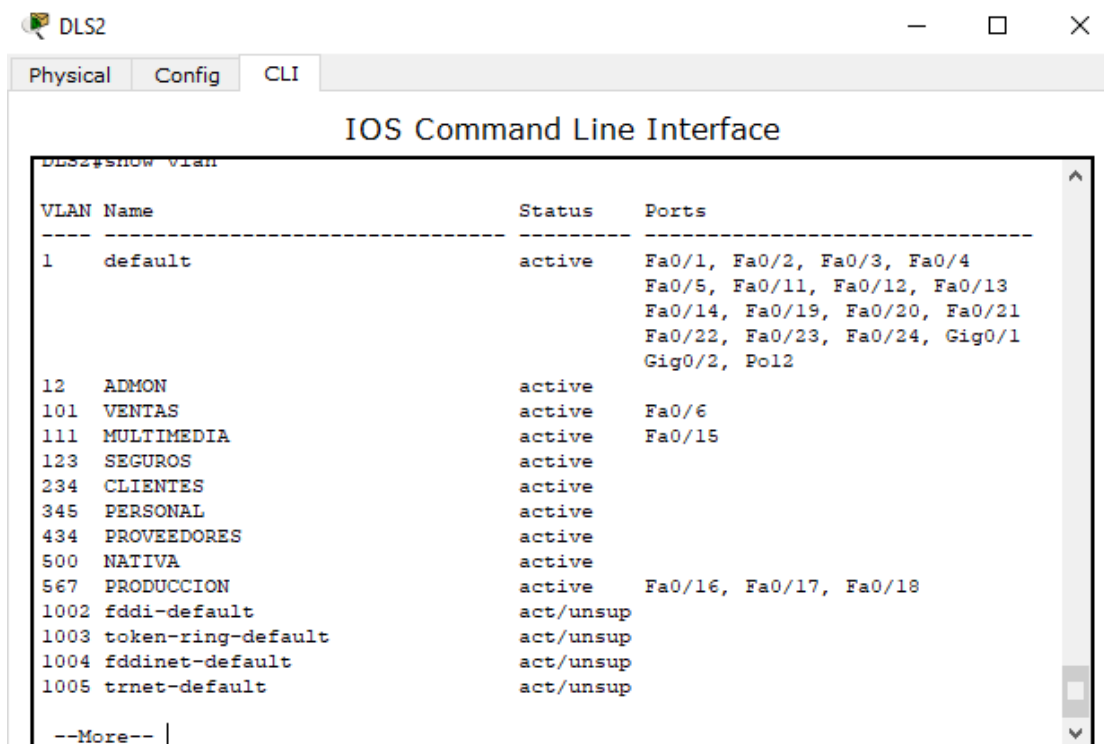 DLS2
Physical Config CLI
IOS Command Line Interface
DLS2#show vlan
VLAN Name Status Ports
---- -------------------------------- --------- -------------------------------
1 default active Fa0/1, Fa0/2, Fa0/3, Fa0/4
Fa0/5, Fa0/11, Fa0/12, Fa0/13
Fa0/14, Fa0/19, Fa0/20, Fa0/21
Fa0/22, Fa0/23, Fa0/24, Gig0/1
Gig0/2, Po12
12 ADMON active
101 VENTAS active Fa0/6
111 MULTIMEDIA active Fa0/15
123 SEGUROS active
234 CLIENTES active
345 PERSONAL active
434 PROVEEDORES active
500 NATIVA active
567 PRODUCCION active Fa0/16, Fa0/17, Fa0/18
1002 fddi-default act/unsup
1003 token-ring-default act/unsup
1004 fddinet-default act/unsup
1005 trnet-default act/unsup
--More--